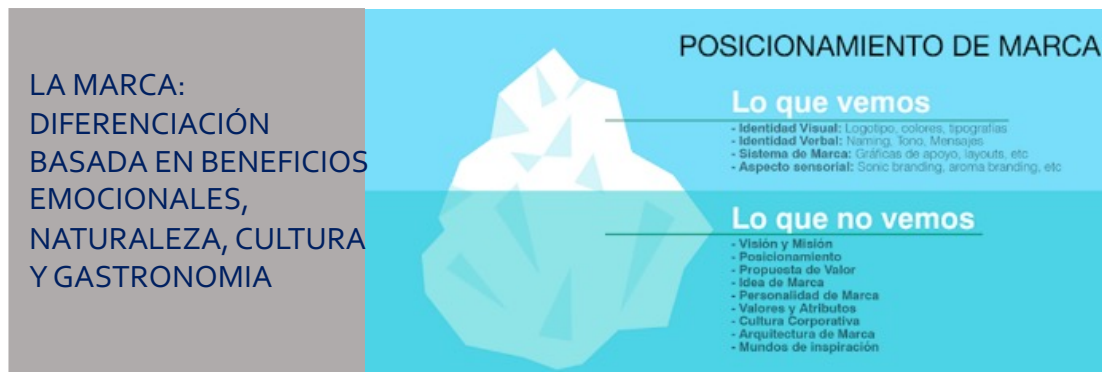 LA MARCA:
DIFERENCIACIÓN
BASADA EN BENEFICIOS
EMOCIONALES,
NATURALEZA, CULTURA
Y GASTRONOMIA
POSICIONAMIENTO DE MARCA
Lo que vemos
- Identidad Visual: Logotipo, colores, tipografías
- Identidad Verbal: Naming, Tono, Mensajes
- Sistema de Marca: Gráficas de apoyo, layouts, etc
- Aspecto sensorial: Sonic branding, aroma branding, etc
Lo que no vemos
- Visión y Misión
- Posicionamiento
- Propuesta de Valor
- Idea de Marca
- Personalidad de Marca
- Valores y Atributos
- Cultura Corporativa
- Arquitectura de Marca
- Mundos de inspiración